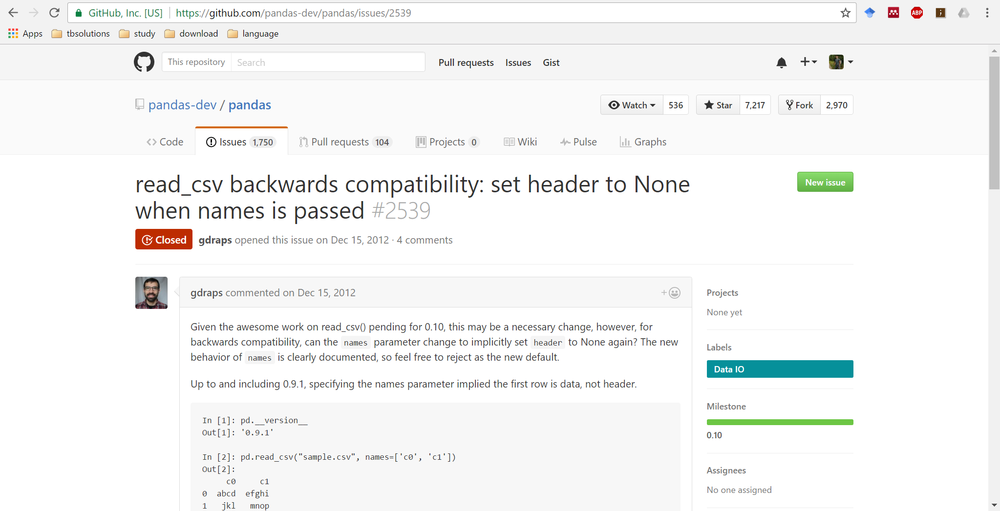 GitHub, Inc. [US] https://github.com/pandas-dev/pandas/issues/2539
ABP
Apps tbsolutions study download language
This repository Search Pull requests Issues Gist
pandas-dev / pandas Watch 536 Star 7,217 Fork 2,970
Code Issues 1,750 Pull requests 104 Projects 0 Wiki Pulse Graphs
read_csv backwards compatibility: set header to None
when names is passed #2539
New issue
Closed gdraps opened this issue on Dec 15, 2012 · 4 comments
gdraps commented on Dec 15, 2012
Given the awesome work on read_csv() pending for 0.10, this may be a necessary change, however, for
backwards compatibility, can the names parameter change to implicitly set header to None again? The new
behavior of names is clearly documented, so feel free to reject as the new default.
Up to and including 0.9.1, specifying the names parameter implied the first row is data, not header.
In [1]: pd.__version__
Out[1]: '0.9.1'
In [2]: pd.read_csv("sample.csv", names=['c0', 'c1'])
Out[2]:
c0 c1
0 abcd efghi
1 jkl mnop
Projects
None yet
Labels
Data IO
Milestone
0.10
Assignees
No one assigned